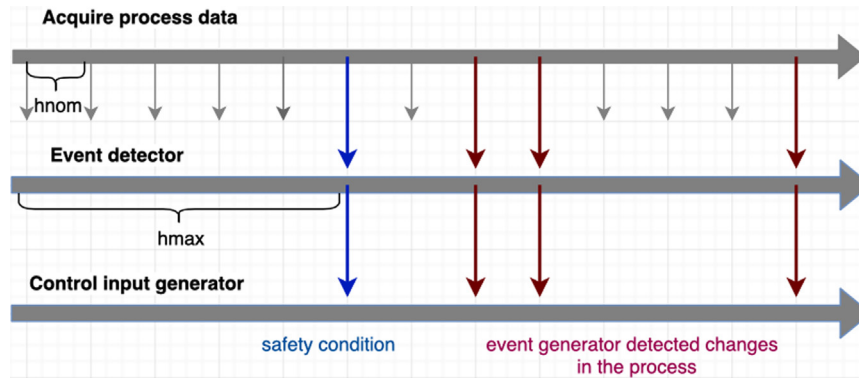 Acquire process data
hnom
Event detector
hmax
Control input generator
safety condition
event generator detected changes
in the process